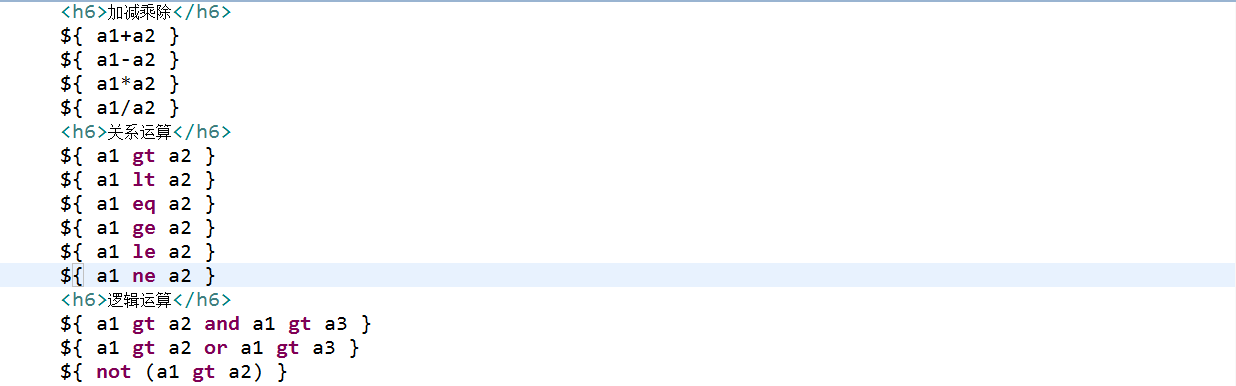 <h6>加减乘除</h6>
${ a1+a2 }
${ a1-a2 }
${ a1*a2 }
${ a1/a2 }
<h6>关系运算</h6>
${ a1 gt a2 }
${ a1 lt a2 }
${ a1 eq a2 }
${ a1 ge a2 }
${ a1 le a2 }
${ a1 ne a2 }
<h6>逻辑运算</h6>
${ a1 gt a2 and a1 gt a3 }
${ a1 gt a2 or a1 gt a3 }
${ not (a1 gt a2) }